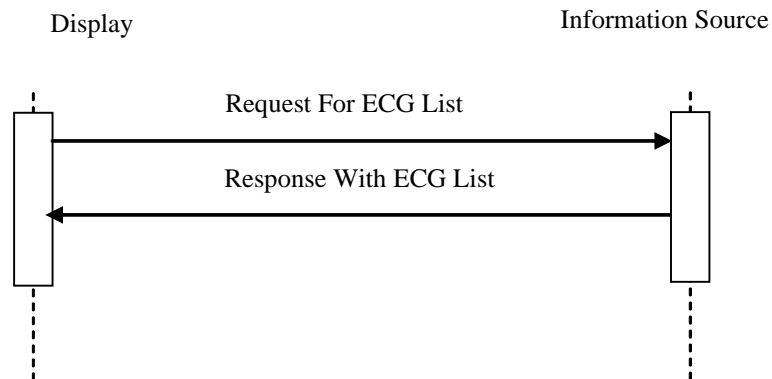 Display
Information Source
Request For ECG List
Response With ECG List